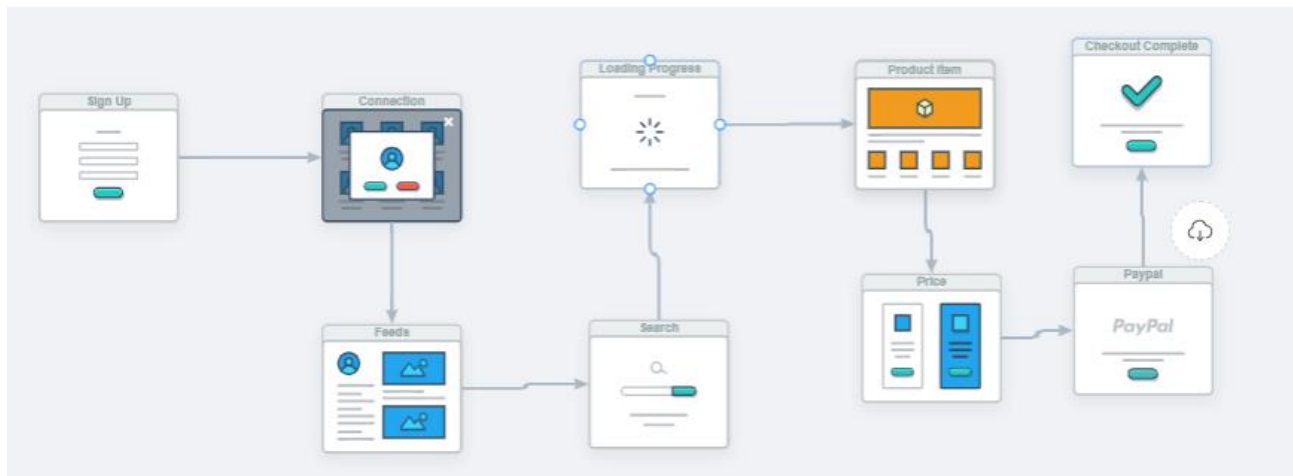 Sign Up
Connection
Feeds
Search
Loading Progress
Product Item
Price
Paypal
PayPal
Checkout Complete